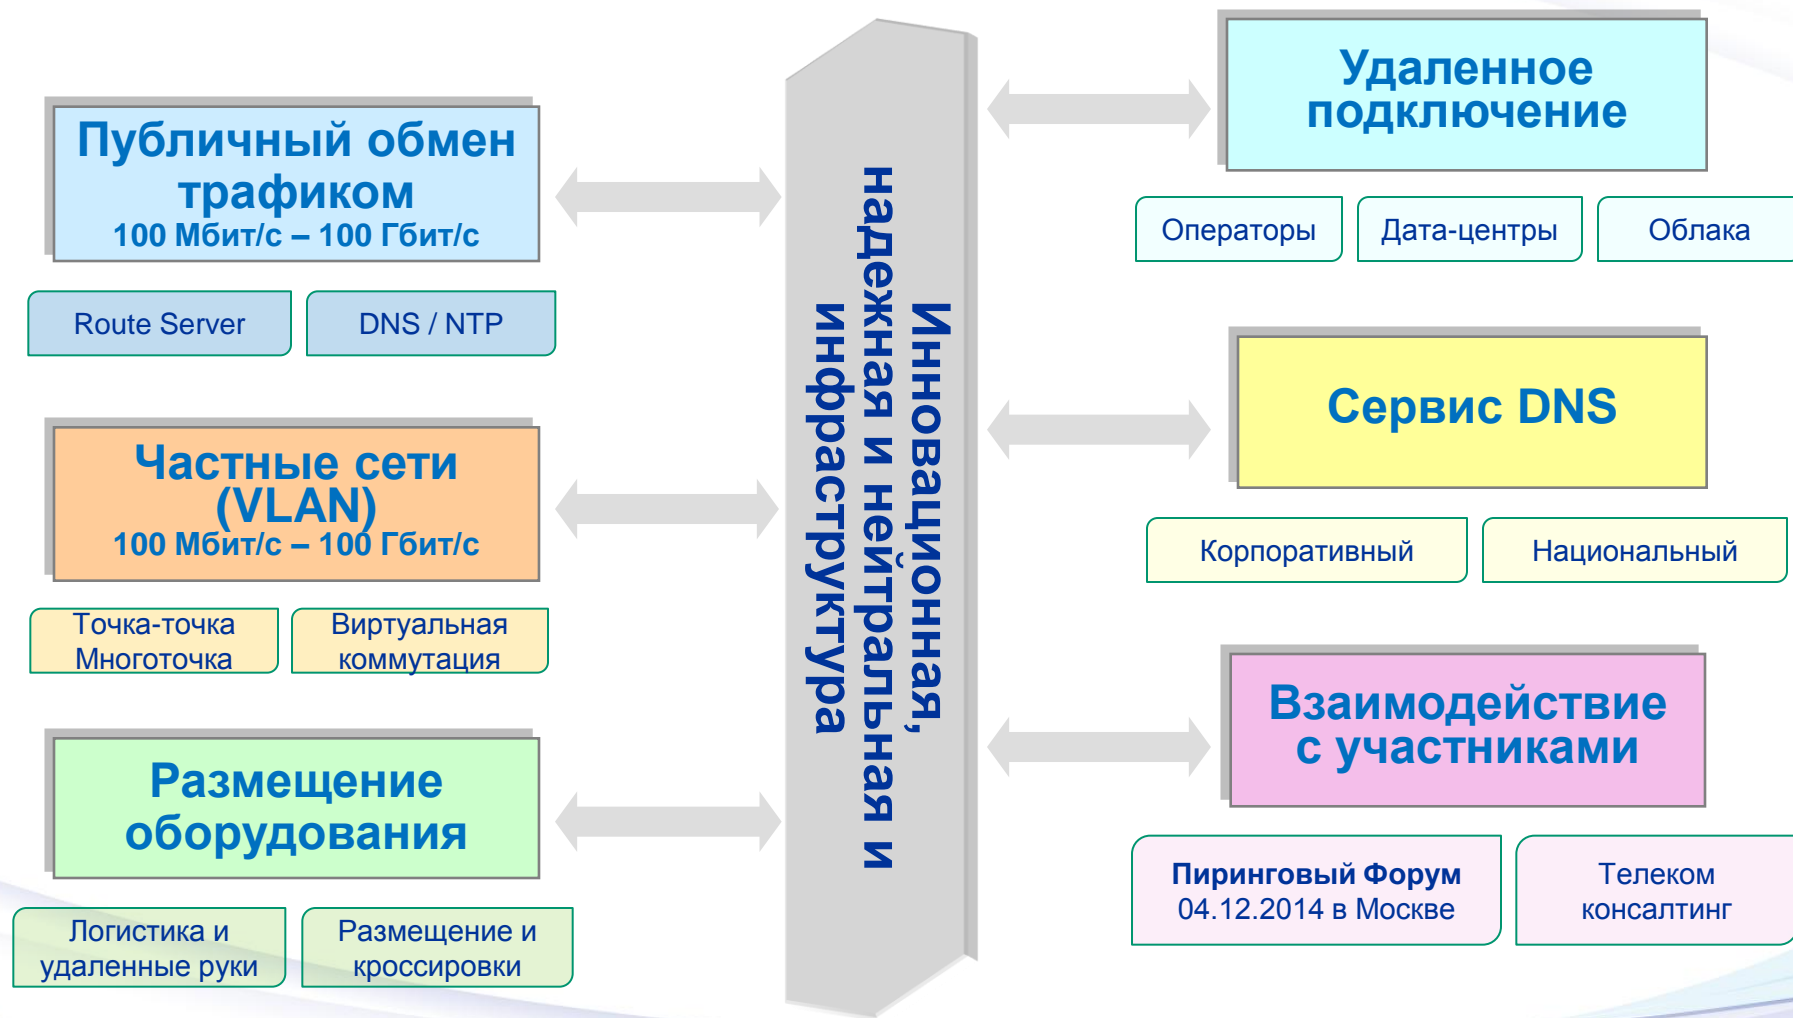 Публичный обмен
трафиком
100 Мбит/с – 100 Гбит/с
Route Server
DNS / NTP
Частные сети
(VLAN)
100 Мбит/с – 100 Гбит/с
Точка-точка
Многоточка
Виртуальная
коммутация
Размещение
оборудования
Логистика и
удаленные руки
Размещение и
кроссировки
Инновационная,
надежная и нейтральная и
инфраструктура
Удаленное
подключение
Операторы
Дата-центры
Облака
Сервис DNS
Корпоративный
Национальный
Взаимодействие
с участниками
Пиринговый Форум
04.12.2014 в Москве
Телеком
консалтинг